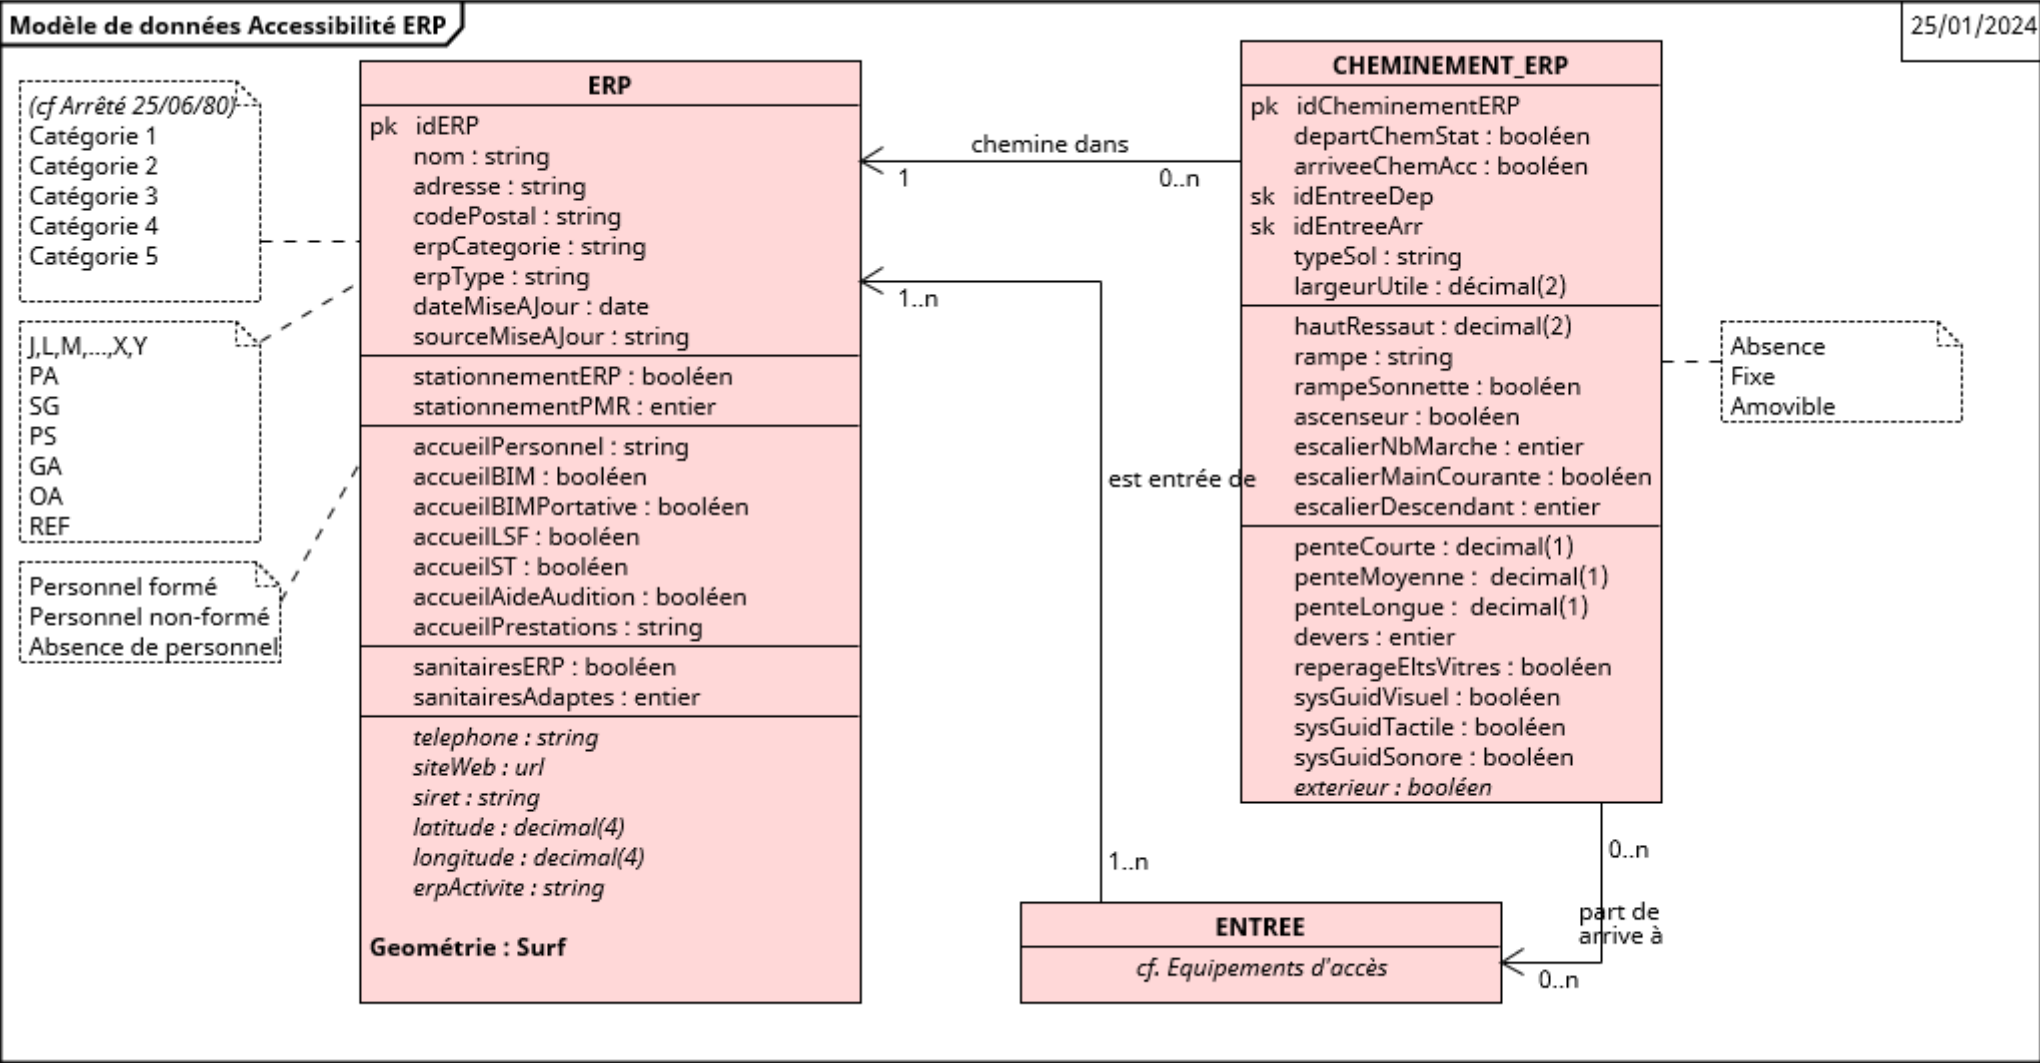 Modèle de données Accessibilité ERP
25/01/2024
(cf Arrêté 25/06/80)
Catégorie 1
Catégorie 2
Catégorie 3
Catégorie 4
Catégorie 5
J,L,M,...,X,Y
PA
SG
PS
GA
OA
REF
Personnel formé
Personnel non-formé
Absence de personnel
ERP
pk idERP
nom : string
adresse : string
codePostal : string
erpCategorie : string
erpType : string
dateMiseAJour : date
sourceMiseAJour : string
stationnementERP : booléen
stationnementPMR : entier
accueilPersonnel : string
accueilBIM : booléen
accueilBIMPortative : booléen
accueilLSF : booléen
accueilST : booléen
accueilAideAudition : booléen
accueilPrestations : string
sanitairesERP : booléen
sanitairesAdaptes : entier
telephone : string
siteWeb : url
siret : string
latitude : decimal(4)
longitude : decimal(4)
erpActivite : string
Geométrie : Surf
chemine dans
1
0..n
1..n
est entrée de
1..n
CHEMINEMENT_ERP
pk idCheminementERP
departChemStat : booléen
arriveeChemAcc : booléen
sk idEntreeDep
sk idEntreeArr
typeSol : string
largeurUtile : décimal(2)
hautRessaut : decimal(2)
rampe : string
rampeSonnette : booléen
ascenseur : booléen
escalierNbMarche : entier
escalierMainCourante : booléen
escalierDescendant : entier
penteCourte : decimal(1)
penteMoyenne : decimal(1)
penteLongue : decimal(1)
devers : entier
reperageEltsVitres : booléen
sysGuidVisuel : booléen
sysGuidTactile : booléen
sysGuidSonore : booléen
exterieur : booléen
Absence
Fixe
Amovible
0..n
part de
arrive à
0..n
ENTREE
cf. Equipements d'accès